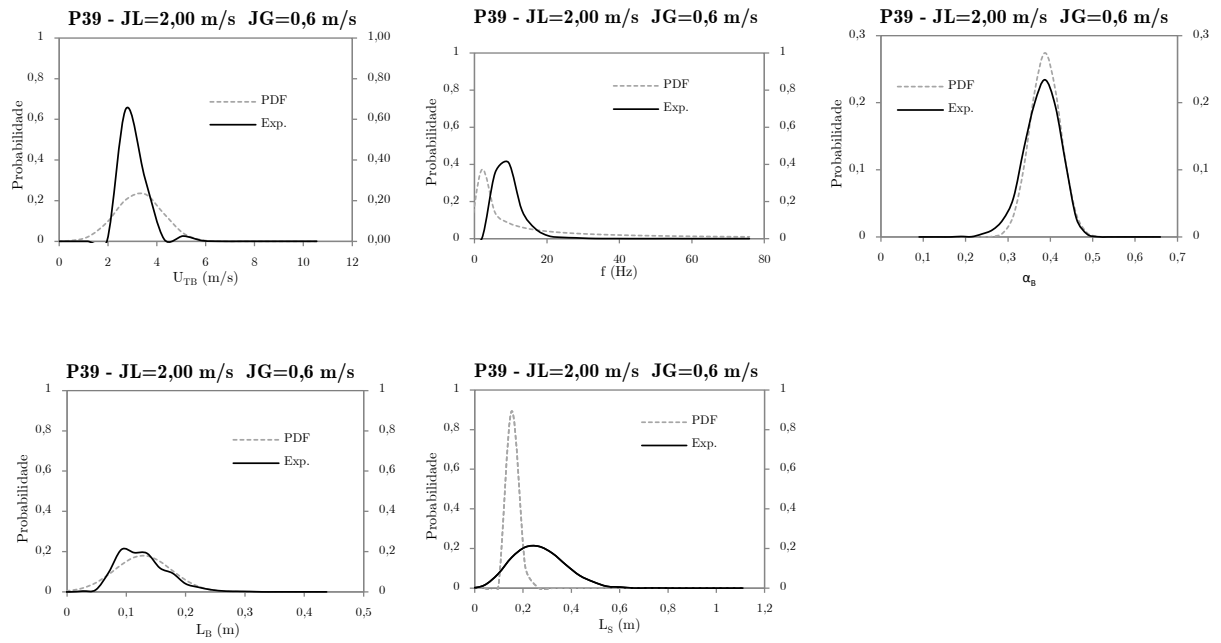 P39 - JL=2,00 m/s JG=0,6 m/s
1
0,8
0,6
0,4
0,2
0
1,00
0,80
0,60
0,40
0,20
0,00
Probabilidade
PDF
Exp.
0 2 4 6 8 10 12
U_TB (m/s)
P39 - JL=2,00 m/s JG=0,6 m/s
1
0,8
0,6
0,4
0,2
0
1
0,8
0,6
0,4
0,2
0
Probabilidade
PDF
Exp.
0 20 40 60 80
f (Hz)
P39 - JL=2,00 m/s JG=0,6 m/s
0,3
0,2
0,1
0
0,3
0,2
0,1
0
Probabilidade
PDF
Exp.
0 0,1 0,2 0,3 0,4 0,5 0,6 0,7
α_B
P39 - JL=2,00 m/s JG=0,6 m/s
1
0,8
0,6
0,4
0,2
0
1
0,8
0,6
0,4
0,2
0
Probabilidade
PDF
Exp.
0 0,1 0,2 0,3 0,4 0,5
L_B (m)
P39 - JL=2,00 m/s JG=0,6 m/s
1
0,8
0,6
0,4
0,2
0
1
0,8
0,6
0,4
0,2
0
Probabilidade
PDF
Exp.
0 0,2 0,4 0,6 0,8 1 1,2
L_S (m)